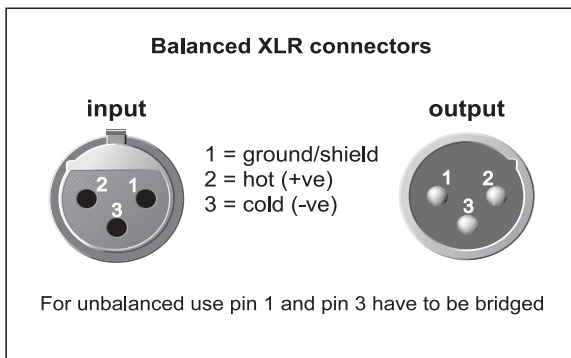 Balanced XLR connectors
input
output
2 1
3
1 = ground/shield
2 = hot (+ve)
3 = cold (-ve)
1 2
3
For unbalanced use pin 1 and pin 3 have to be bridged